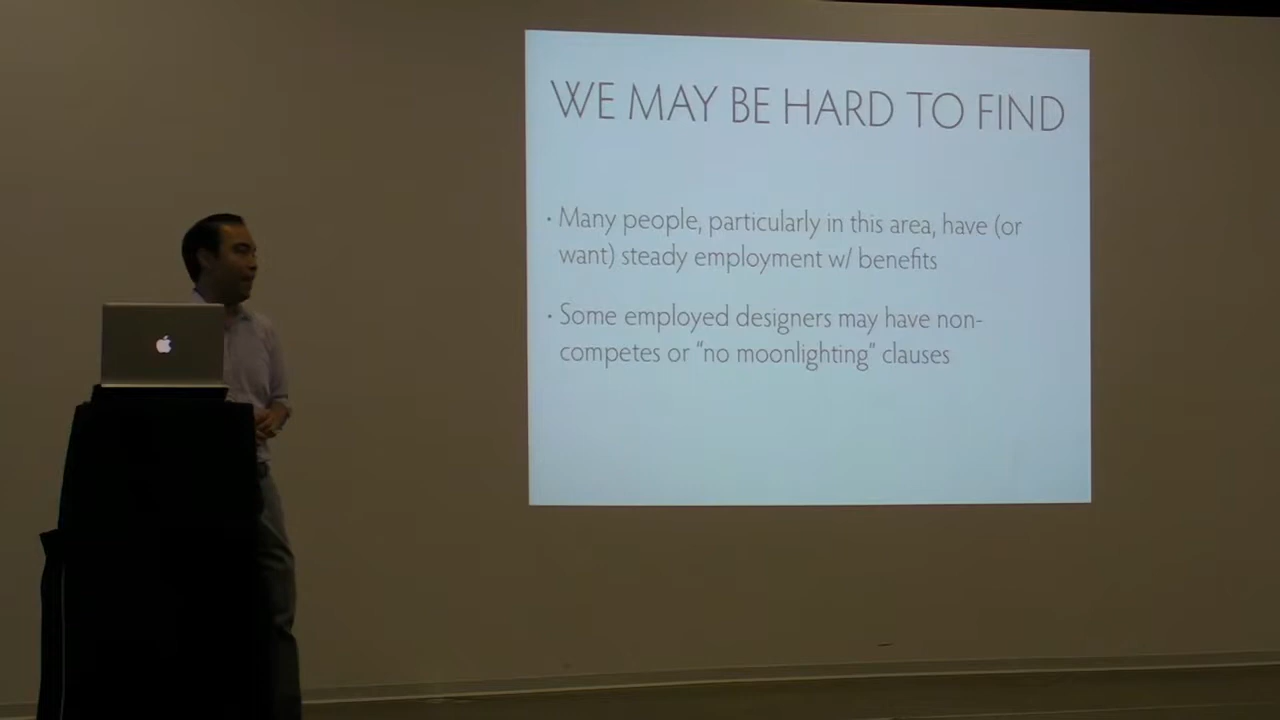 WE MAY BE HARD TO FIND
• Many people, particularly in this area, have (or
want) steady employment w/ benefits
• Some employed designers may have non-
competes or “no moonlighting” clauses